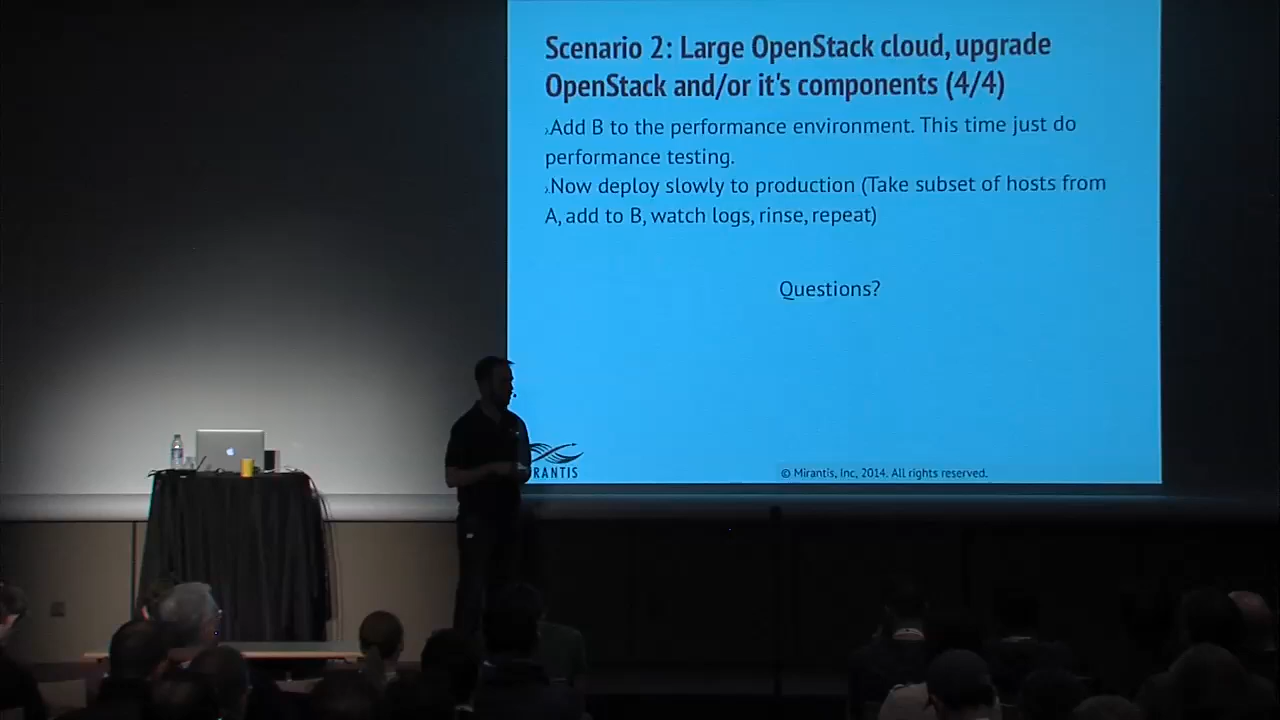 Scenario 2: Large OpenStack cloud, upgrade
OpenStack and/or it's components (4/4)
›Add B to the performance environment. This time just do
performance testing.
›Now deploy slowly to production (Take subset of hosts from
A, add to B, watch logs, rinse, repeat)
Questions?
RANTIS
© Mirantis, Inc, 2014. All rights reserved.